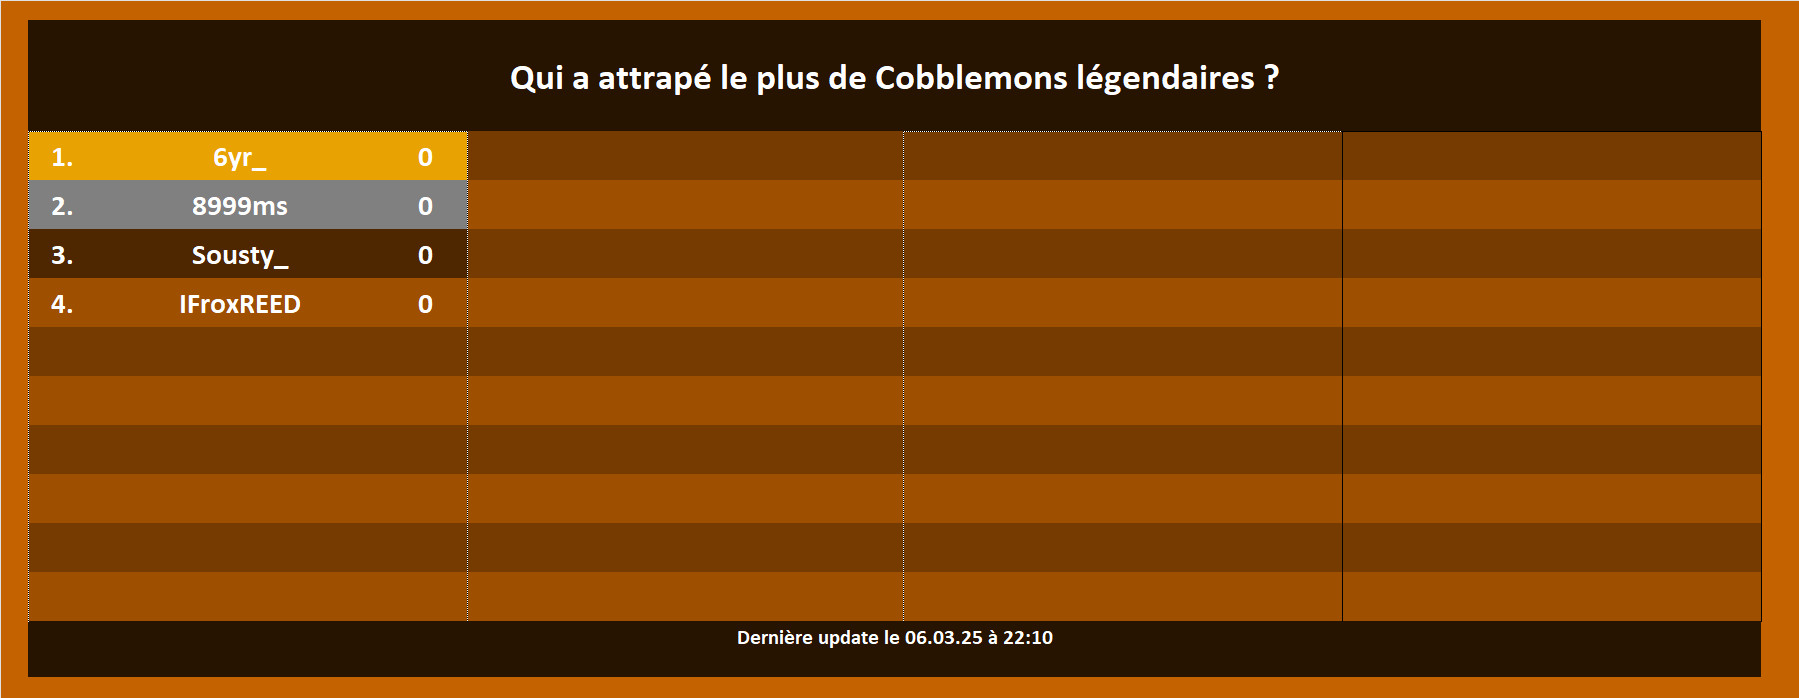 Qui a attrapé le plus de Cobblemons légendaires ?
1. 6yr_ 0
2. 8999ms 0
3. Sousty_ 0
4. IFroxREED 0
Dernière update le 06.03.25 à 22:10